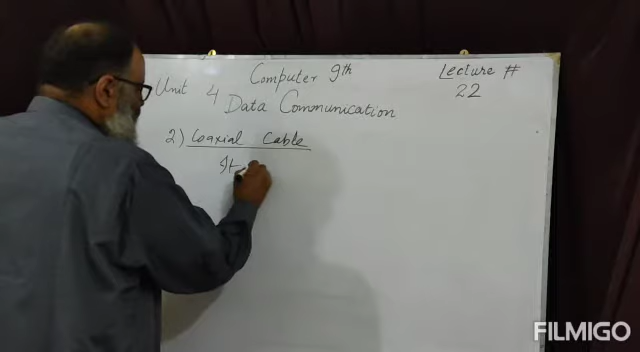 Computer 9th
Lecture #
Unit 4
22
Data Communication
2) Coaxial Cable
It
FILMIGO